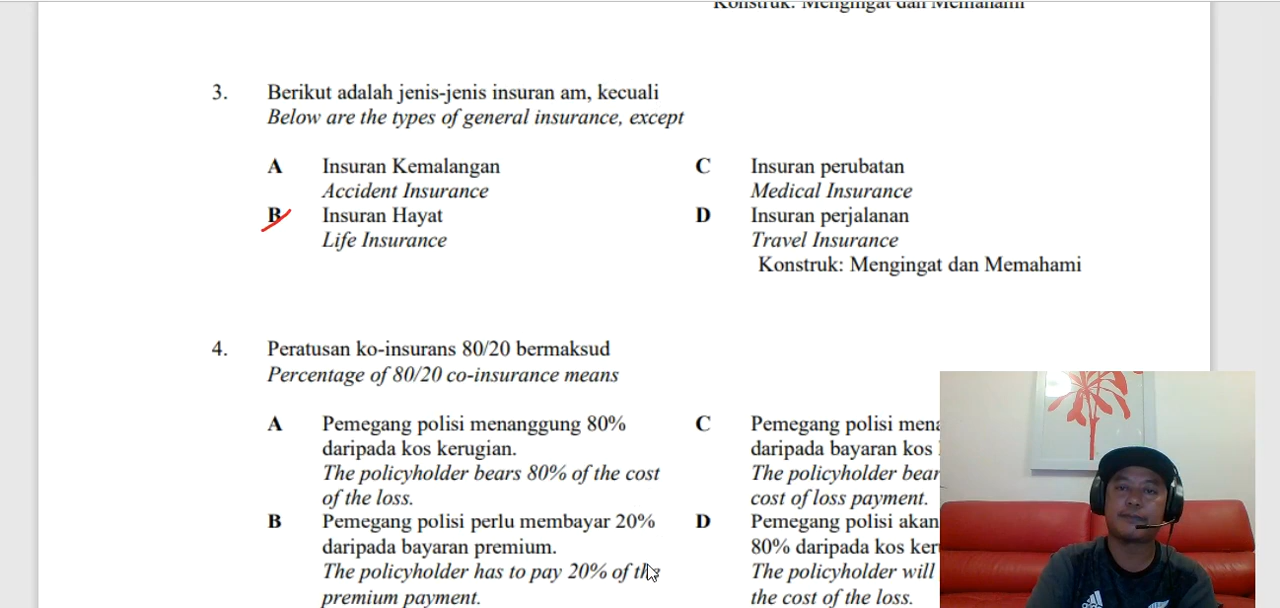 Konstruk: Mengingat dan Memahami
3. Berikut adalah jenis-jenis insuran am, kecuali
Below are the types of general insurance, except
A Insuran Kemalangan
Accident Insurance
B Insuran Hayat
Life Insurance
C Insuran perubatan
Medical Insurance
D Insuran perjalanan
Travel Insurance
Konstruk: Mengingat dan Memahami
4. Peratusan ko-insurans 80/20 bermaksud
Percentage of 80/20 co-insurance means
A Pemegang polisi menanggung 80%
daripada kos kerugian.
The policyholder bears 80% of the cost
of the loss.
B Pemegang polisi perlu membayar 20%
daripada bayaran premium.
The policyholder has to pay 20% of the
premium payment.
C Pemegang polisi
daripada bayaran kos
The policyholder
cost of loss payment.
D Pemegang polisi akan
80% daripada kos
The policyholder will
the cost of the loss.
adidas